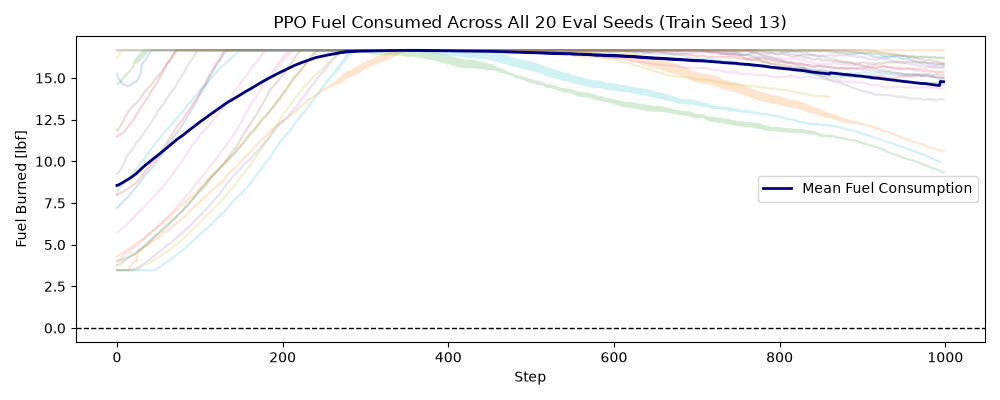 PPO Fuel Consumed Across All 20 Eval Seeds (Train Seed 13)
Fuel Burned [lbf]
15.0
12.5
10.0
7.5
5.0
2.5
0.0
Mean Fuel Consumption
0 200 400 600 800 1000
Step